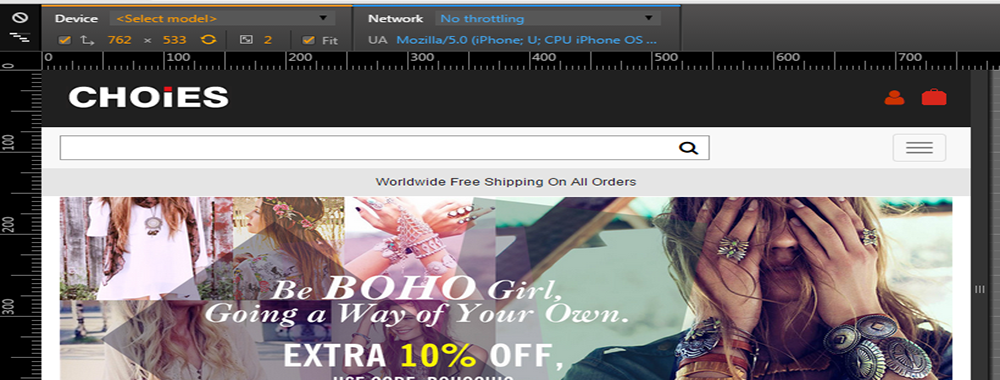 Device <Select model> Network No throttling
762 × 533 2 Fit UA Mozilla/5.0 (iPhone; U; CPU iPhone OS ...
0 100 200 300 400 500 600 700
0
100
200
300
CHOiES
Worldwide Free Shipping On All Orders
Be BOHO Girl,
Going a Way of Your Own.
EXTRA 10% OFF,